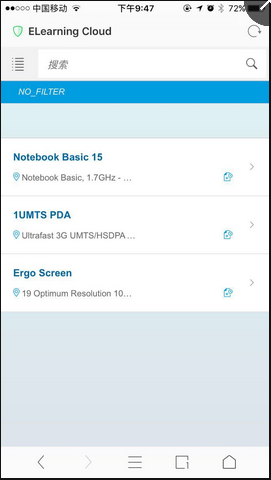 中国移动 下午9:47 72%
ELearning Cloud
搜索
NO_FILTER
Notebook Basic 15
Notebook Basic, 1.7GHz - ...
1UMTS PDA
Ultrafast 3G UMTS/HSDPA ...
Ergo Screen
19 Optimum Resolution 10...